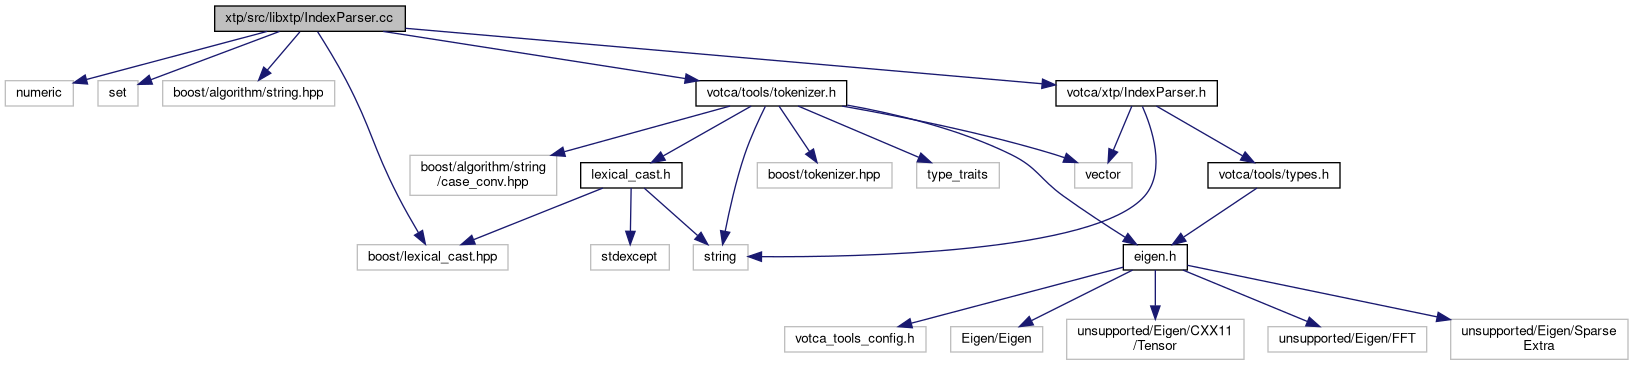 xtp/src/libxtp/IndexParser.cc
numeric
set
boost/algorithm/string.hpp
votca/tools/tokenizer.h
votca/xtp/IndexParser.h
boost/algorithm/string
/case_conv.hpp
lexical_cast.h
boost/tokenizer.hpp
type_traits
vector
votca/tools/types.h
boost/lexical_cast.hpp
stdexcept
string
eigen.h
votca_tools_config.h
Eigen/Eigen
unsupported/Eigen/CXX11
/Tensor
unsupported/Eigen/FFT
unsupported/Eigen/Sparse
Extra